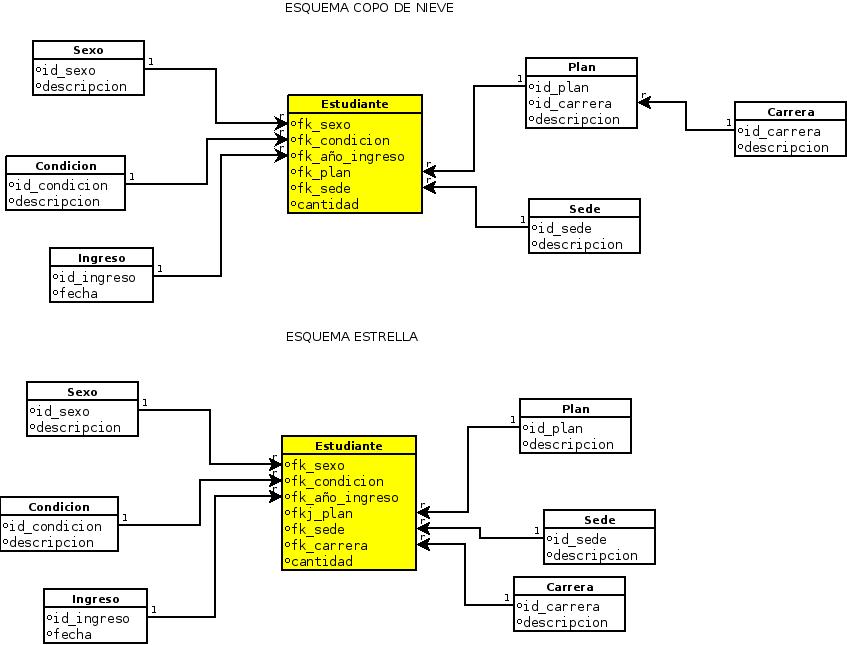 ESQUEMA COPO DE NIEVE
Sexo
id_sexo
descripcion
1
Condicion
id_condicion
descripcion
1
Ingreso
id_ingreso
fecha
1
Estudiante
fk_sexo
fk_condicion
fk_año_ingreso
fk_plan
fk_sede
cantidad
r
r
r
r
r
Plan
id_plan
id_carrera
descripcion
1
r
Carrera
id_carrera
descripcion
1
Sede
id_sede
descripcion
1
ESQUEMA ESTRELLA
Sexo
id_sexo
descripcion
1
Condicion
id_condicion
descripcion
1
Ingreso
id_ingreso
fecha
1
Estudiante
fk_sexo
fk_condicion
fk_año_ingreso
fkj_plan
fk_sede
fk_carrera
cantidad
r
r
r
r
r
r
Plan
id_plan
descripcion
1
Sede
id_sede
descripcion
1
Carrera
id_carrera
descripcion
1